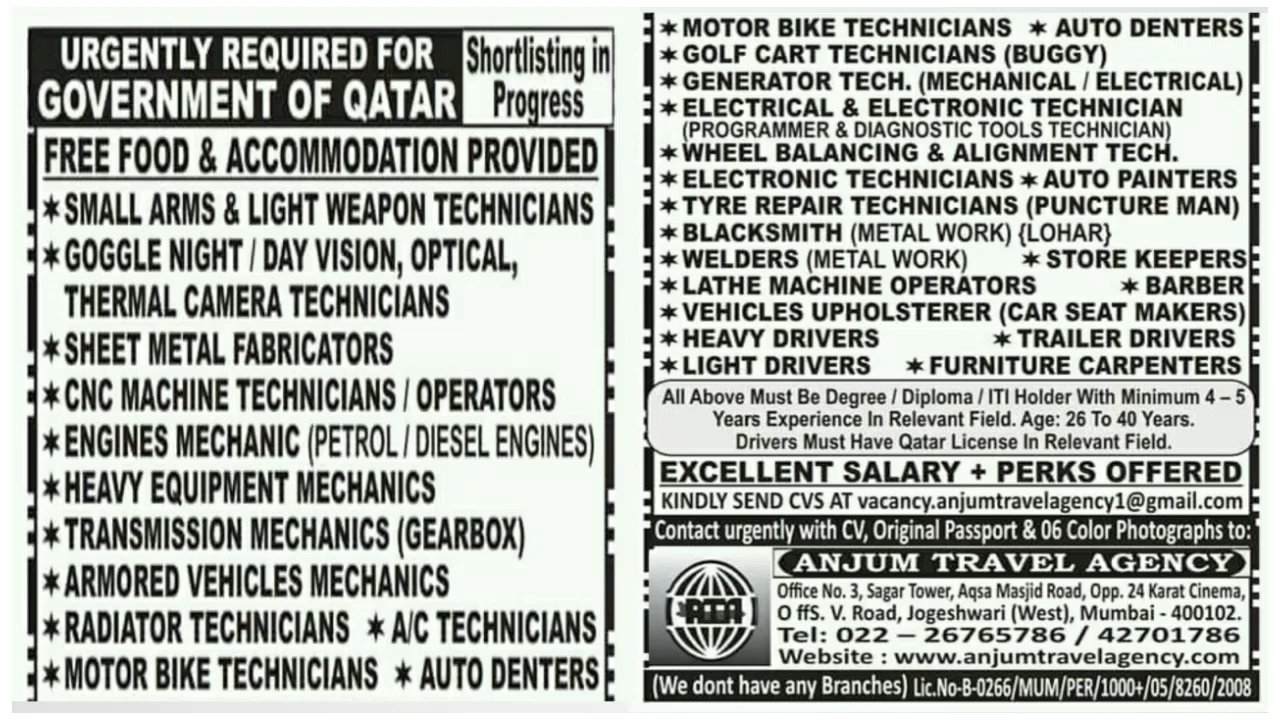 URGENTLY REQUIRED FOR
GOVERNMENT OF QATAR
Shortlisting in
Progress
FREE FOOD & ACCOMMODATION PROVIDED
✶ SMALL ARMS & LIGHT WEAPON TECHNICIANS
✶ GOGGLE NIGHT / DAY VISION, OPTICAL,
THERMAL CAMERA TECHNICIANS
✶ SHEET METAL FABRICATORS
✶ CNC MACHINE TECHNICIANS / OPERATORS
✶ ENGINES MECHANIC (PETROL / DIESEL ENGINES)
✶ HEAVY EQUIPMENT MECHANICS
✶ TRANSMISSION MECHANICS (GEARBOX)
✶ ARMORED VEHICLES MECHANICS
✶ RADIATOR TECHNICIANS ✶ A/C TECHNICIANS
✶ MOTOR BIKE TECHNICIANS ✶ AUTO DENTERS
✶ MOTOR BIKE TECHNICIANS ✶ AUTO DENTERS
✶ GOLF CART TECHNICIANS (BUGGY)
✶ GENERATOR TECH. (MECHANICAL / ELECTRICAL)
✶ ELECTRICAL & ELECTRONIC TECHNICIAN
(PROGRAMMER & DIAGNOSTIC TOOLS TECHNICIAN)
✶ WHEEL BALANCING & ALIGNMENT TECH.
✶ ELECTRONIC TECHNICIANS ✶ AUTO PAINTERS
✶ TYRE REPAIR TECHNICIANS (PUNCTURE MAN)
✶ BLACKSMITH (METAL WORK) {LOHAR}
✶ WELDERS (METAL WORK) ✶ STORE KEEPERS
✶ LATHE MACHINE OPERATORS ✶ BARBER
✶ VEHICLES UPHOLSTERER (CAR SEAT MAKERS)
✶ HEAVY DRIVERS ✶ TRAILER DRIVERS
✶ LIGHT DRIVERS ✶ FURNITURE CARPENTERS
All Above Must Be Degree / Diploma / ITI Holder With Minimum 4 – 5
Years Experience In Relevant Field. Age: 26 To 40 Years.
Drivers Must Have Qatar License In Relevant Field.
EXCELLENT SALARY + PERKS OFFERED
KINDLY SEND CVS AT vacancy.anjumtravelagency1@gmail.com
Contact urgently with CV, Original Passport & 06 Color Photographs to:
ATA
ANJUM TRAVEL AGENCY
Office No. 3, Sagar Tower, Aqsa Masjid Road, Opp. 24 Karat Cinema,
O ffS. V. Road, Jogeshwari (West), Mumbai - 400102.
Tel: 022 – 26765786 / 42701786
Website : www.anjumtravelagency.com
(We dont have any Branches) Lic.No-B-0266/MUM/PER/1000+/05/8260/2008